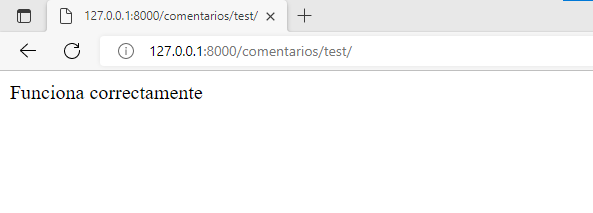 127.0.0.1:8000/comentarios/test/
127.0.0.1:8000/comentarios/test/
Funciona correctamente